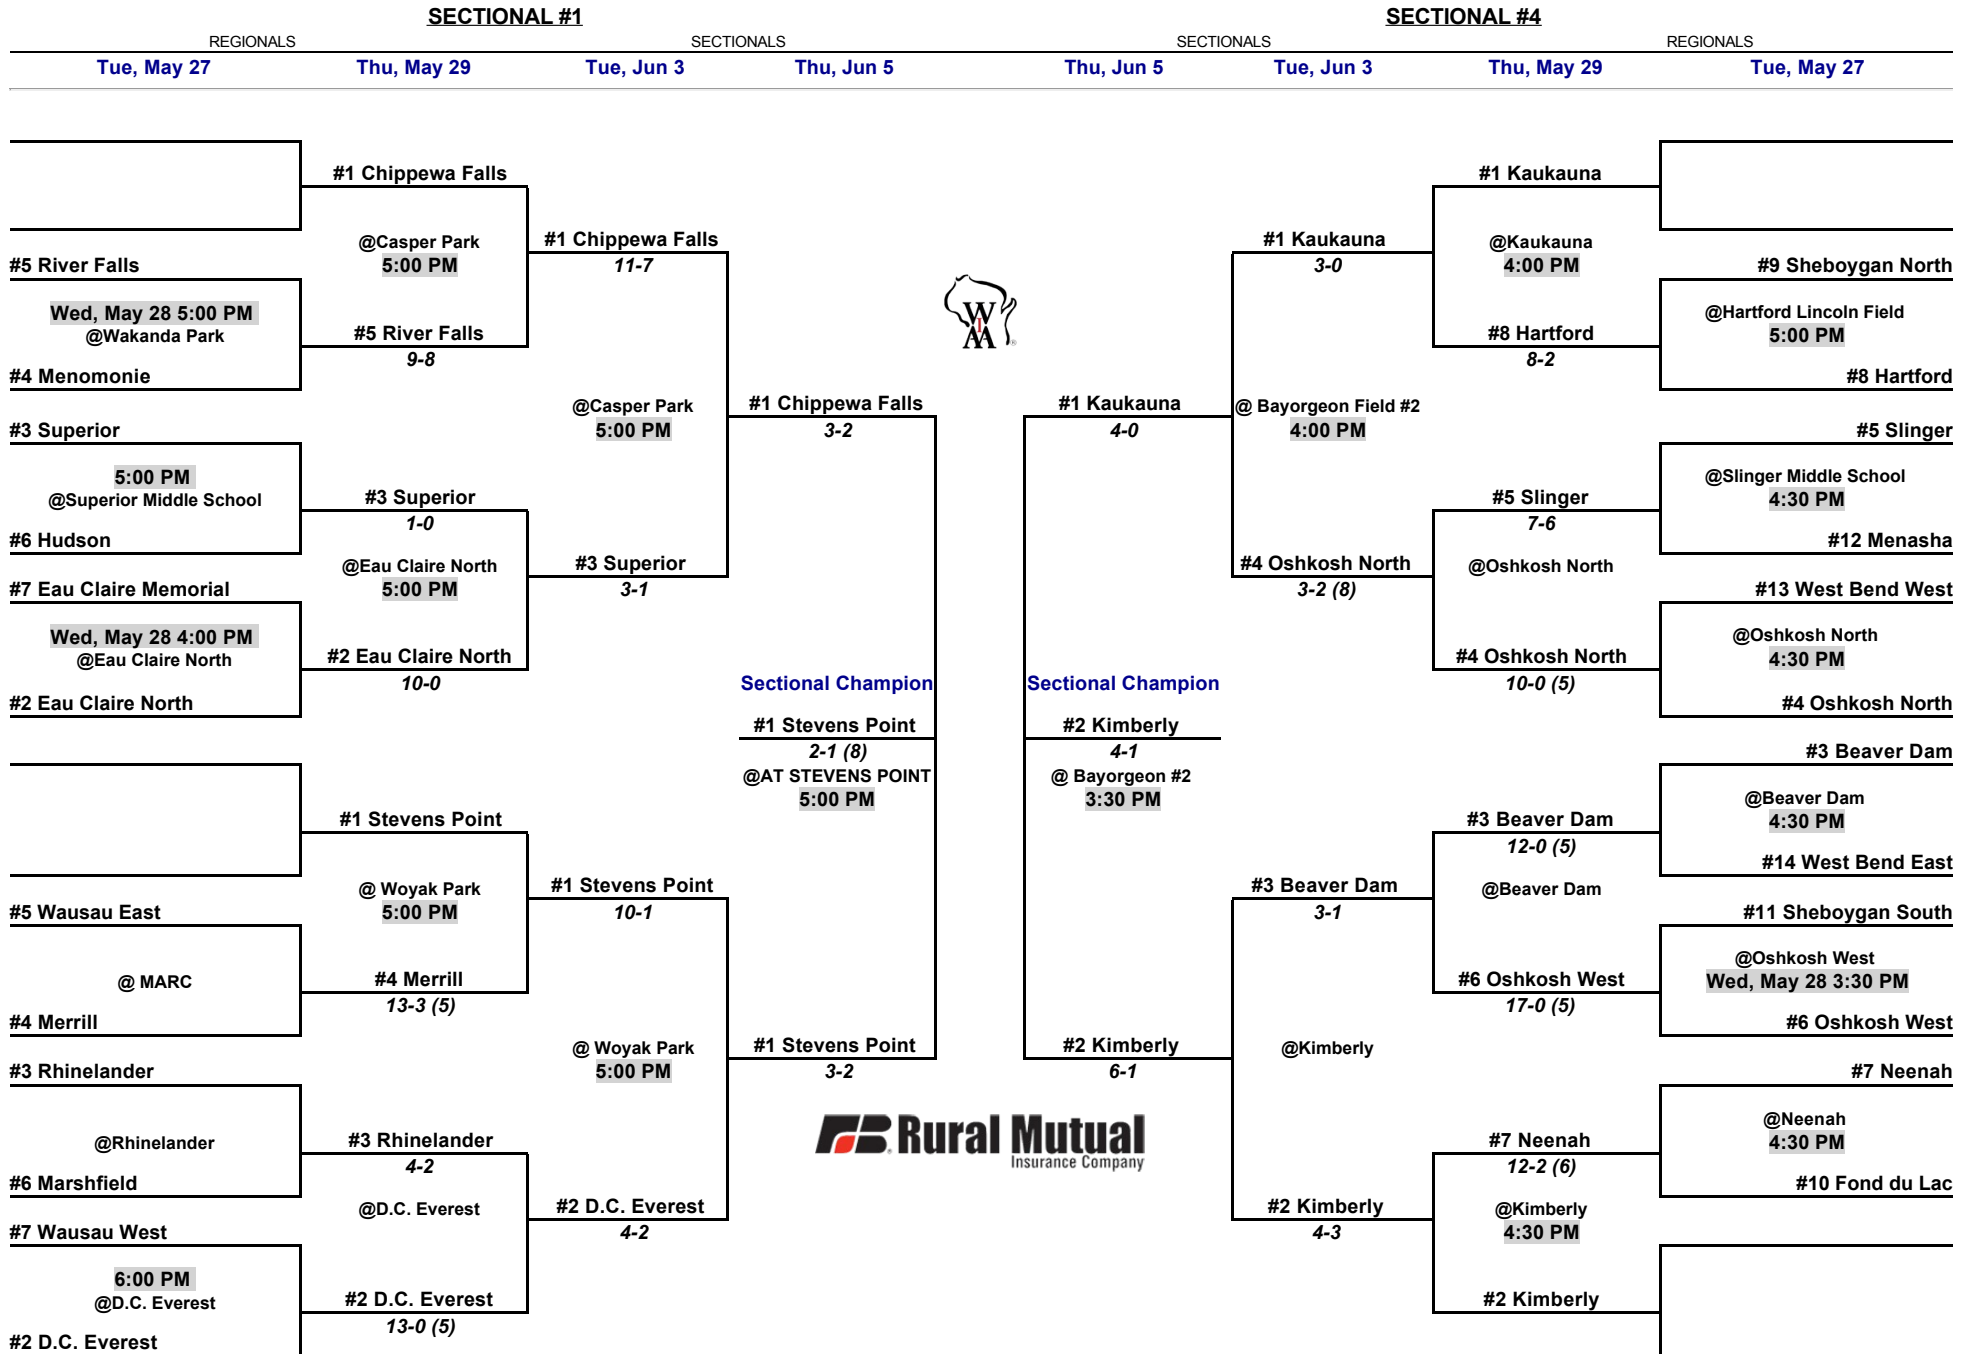 SECTIONAL #1
SECTIONAL #4
REGIONALS
SECTIONALS
SECTIONALS
REGIONALS
Tue, May 27
Thu, May 29
Tue, Jun 3
Thu, Jun 5
Thu, Jun 5
Tue, Jun 3
Thu, May 29
Tue, May 27
#5 River Falls
Wed, May 28 5:00 PM
@Wakanda Park
#4 Menomonie
#3 Superior
5:00 PM
@Superior Middle School
#6 Hudson
#7 Eau Claire Memorial
Wed, May 28 4:00 PM
@Eau Claire North
#2 Eau Claire North
#5 Wausau East
@ MARC
#4 Merrill
#3 Rhinelander
@Rhinelander
#6 Marshfield
#7 Wausau West
6:00 PM
@D.C. Everest
#2 D.C. Everest
#1 Chippewa Falls
@Casper Park
5:00 PM
#5 River Falls
9-8
#3 Superior
1-0
@Eau Claire North
5:00 PM
#2 Eau Claire North
10-0
#1 Stevens Point
@ Woyak Park
5:00 PM
#4 Merrill
13-3 (5)
#3 Rhinelander
4-2
@D.C. Everest
#2 D.C. Everest
13-0 (5)
#1 Chippewa Falls
11-7
@Casper Park
5:00 PM
#3 Superior
3-1
#1 Stevens Point
10-1
@ Woyak Park
5:00 PM
#2 D.C. Everest
4-2
#1 Chippewa Falls
3-2
Sectional Champion
#1 Stevens Point
2-1 (8)
@AT STEVENS POINT
5:00 PM
#1 Stevens Point
3-2
WIAA
®
Rural Mutual
Insurance Company
#1 Kaukauna
4-0
Sectional Champion
#2 Kimberly
4-1
@ Bayorgeon #2
3:30 PM
#2 Kimberly
6-1
#1 Kaukauna
3-0
@ Bayorgeon Field #2
4:00 PM
#4 Oshkosh North
3-2 (8)
#3 Beaver Dam
3-1
@Kimberly
#2 Kimberly
4-3
#1 Kaukauna
@Kaukauna
4:00 PM
#8 Hartford
8-2
#5 Slinger
7-6
@Oshkosh North
#4 Oshkosh North
10-0 (5)
#3 Beaver Dam
12-0 (5)
@Beaver Dam
#6 Oshkosh West
17-0 (5)
#7 Neenah
12-2 (6)
@Kimberly
4:30 PM
#2 Kimberly
#9 Sheboygan North
@Hartford Lincoln Field
5:00 PM
#8 Hartford
#5 Slinger
@Slinger Middle School
4:30 PM
#12 Menasha
#13 West Bend West
@Oshkosh North
4:30 PM
#4 Oshkosh North
#3 Beaver Dam
@Beaver Dam
4:30 PM
#14 West Bend East
#11 Sheboygan South
@Oshkosh West
Wed, May 28 3:30 PM
#6 Oshkosh West
#7 Neenah
@Neenah
4:30 PM
#10 Fond du Lac